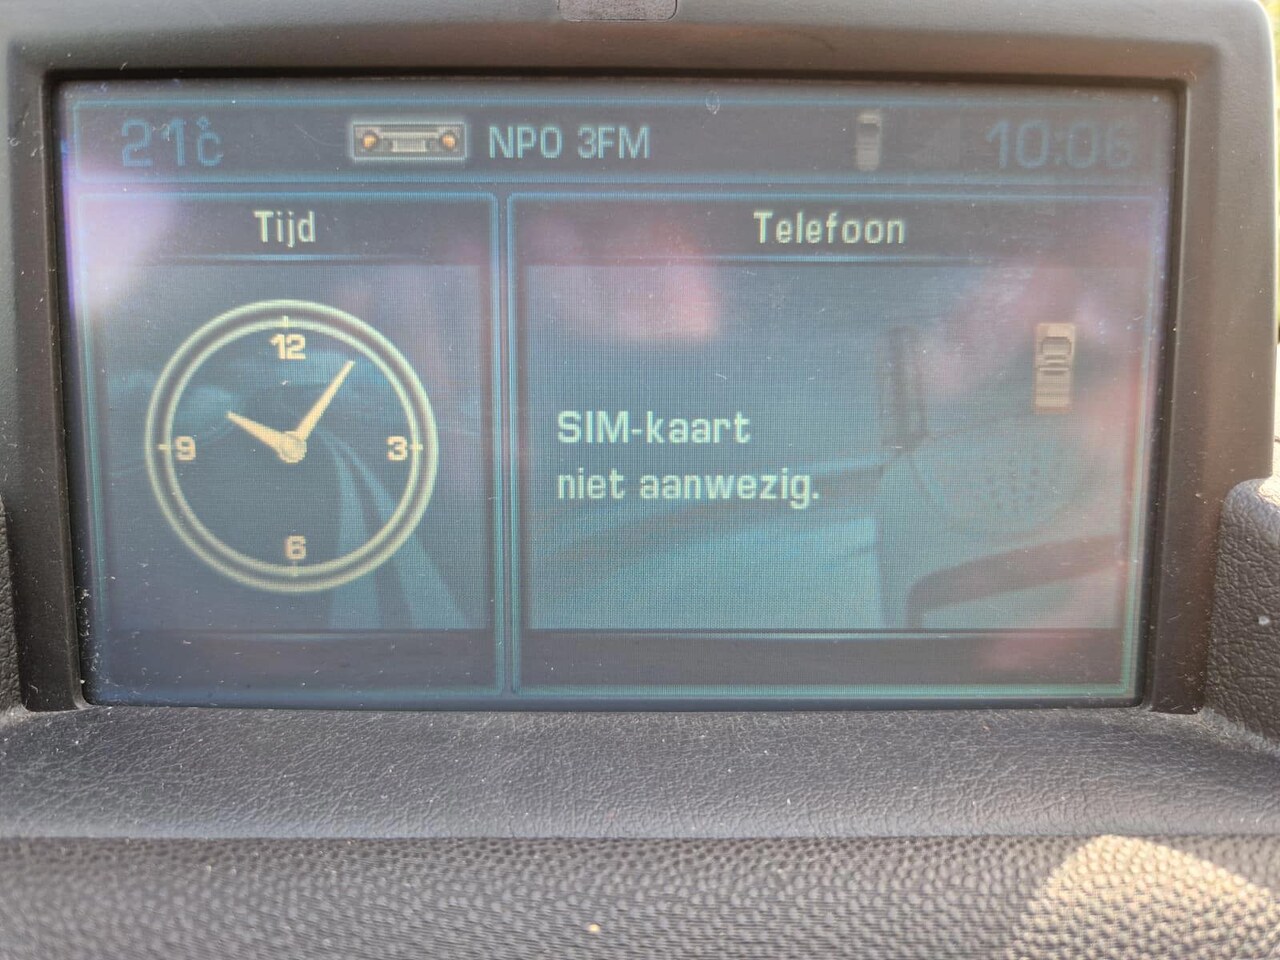 21°C
NPO 3FM
10:06
Tijd
12
9
3
6
Telefoon
SIM-kaart
niet aanwezig.